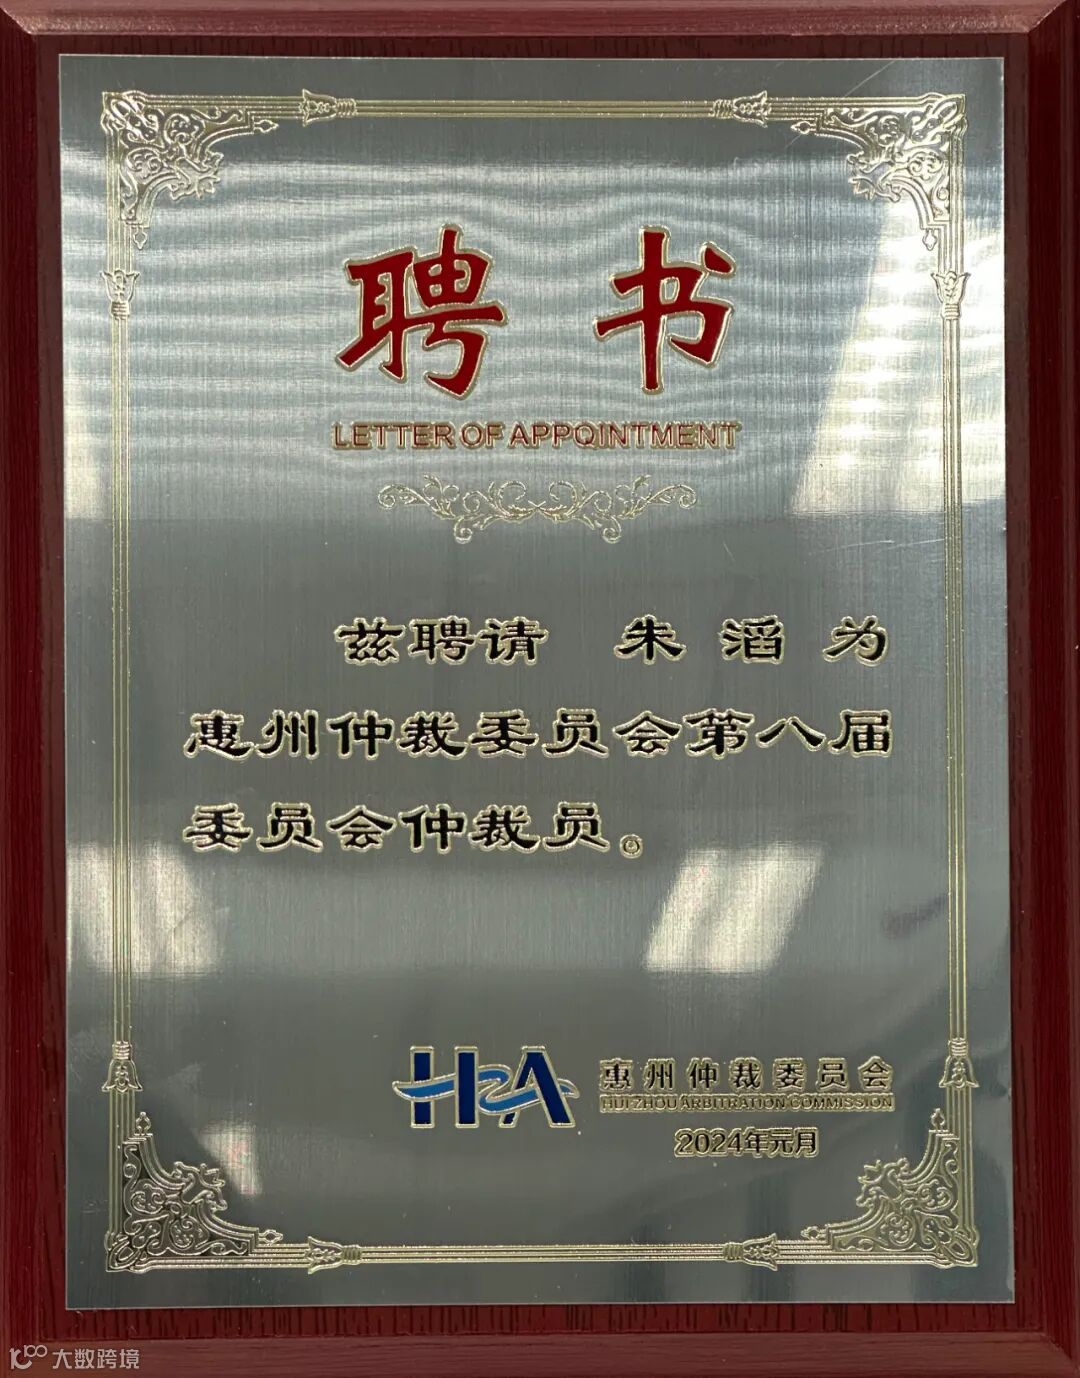 聘书
LETTER OF APPQINTMENT
兹聘请 朱滔为
惠州仲裁委员会第八届
委员会仲裁员。
HZA 惠州仲裁委员会
HUIZHOU ARBITRATION COMMISSION
2024年元月
大数跨境